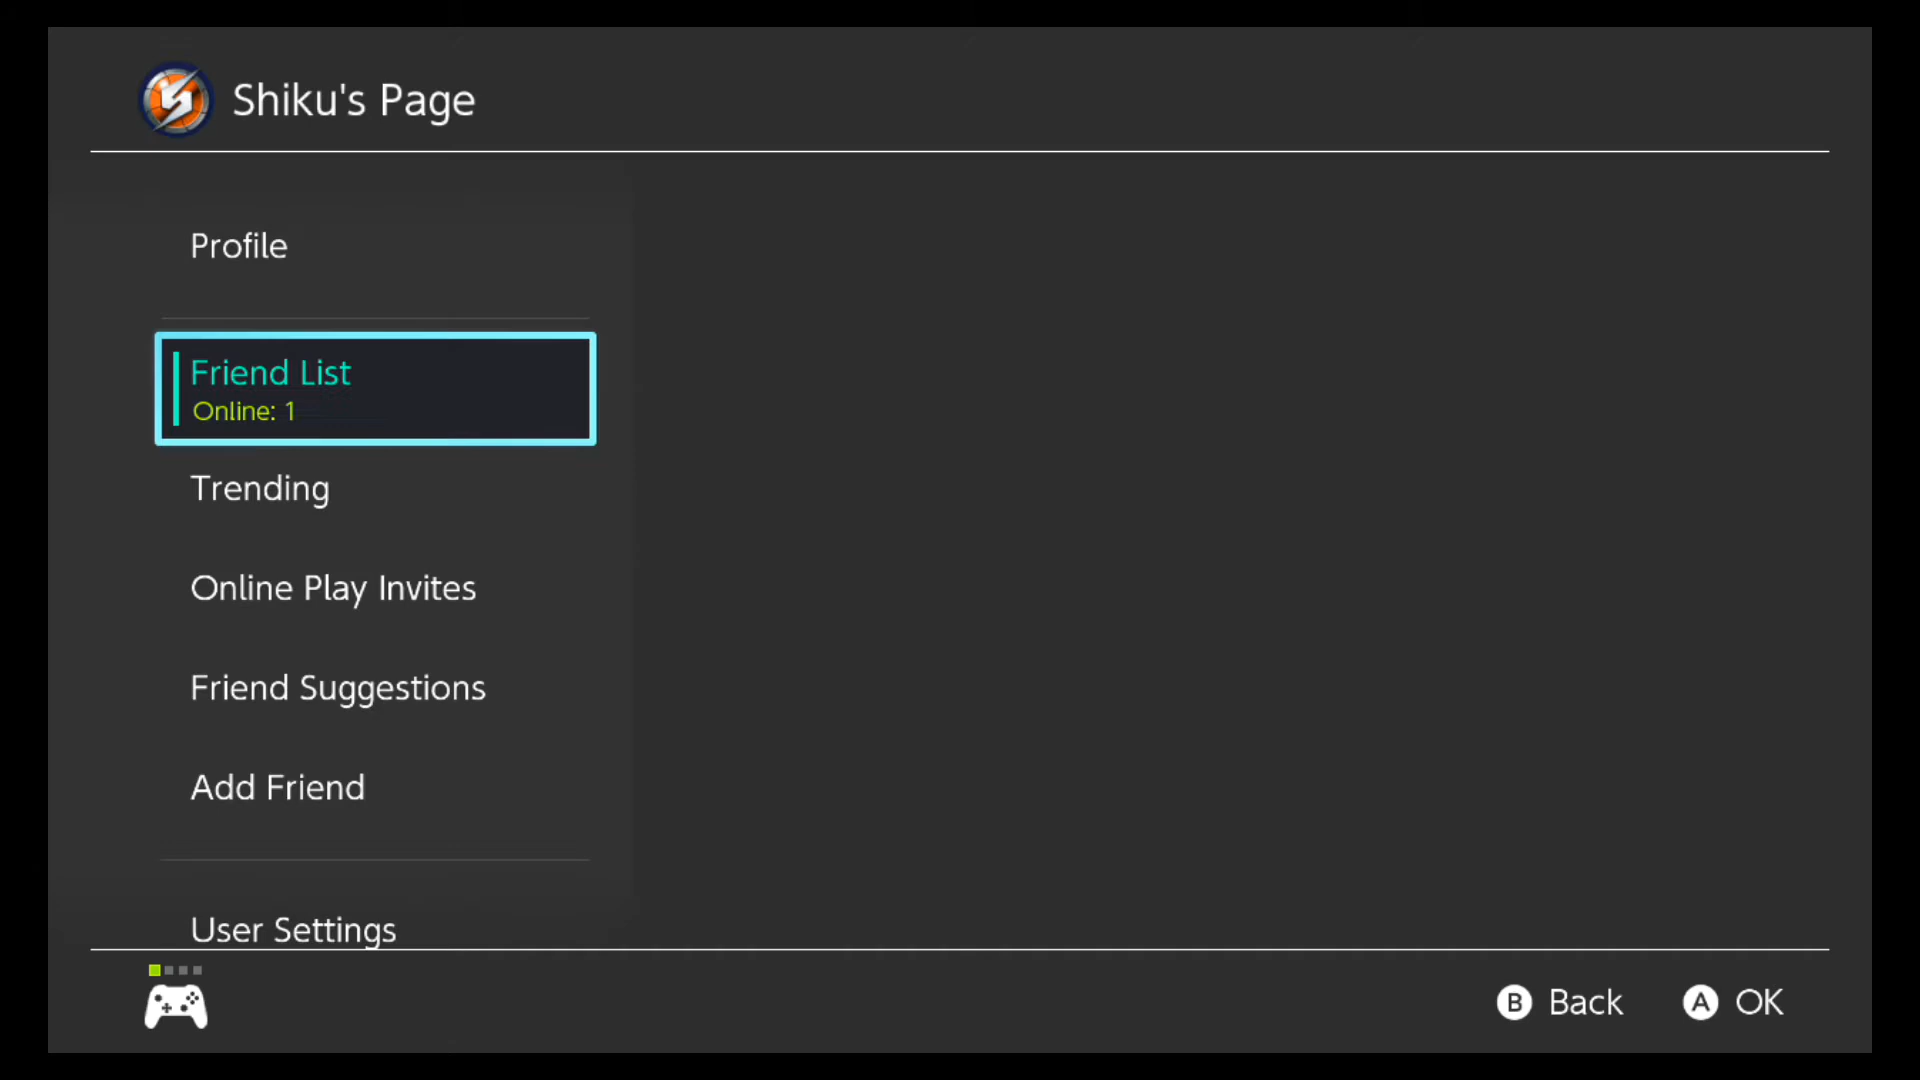 Shiku's Page
Profile
Friend List
Online: 1
Trending
Online Play Invites
Friend Suggestions
Add Friend
User Settings
B Back A OK